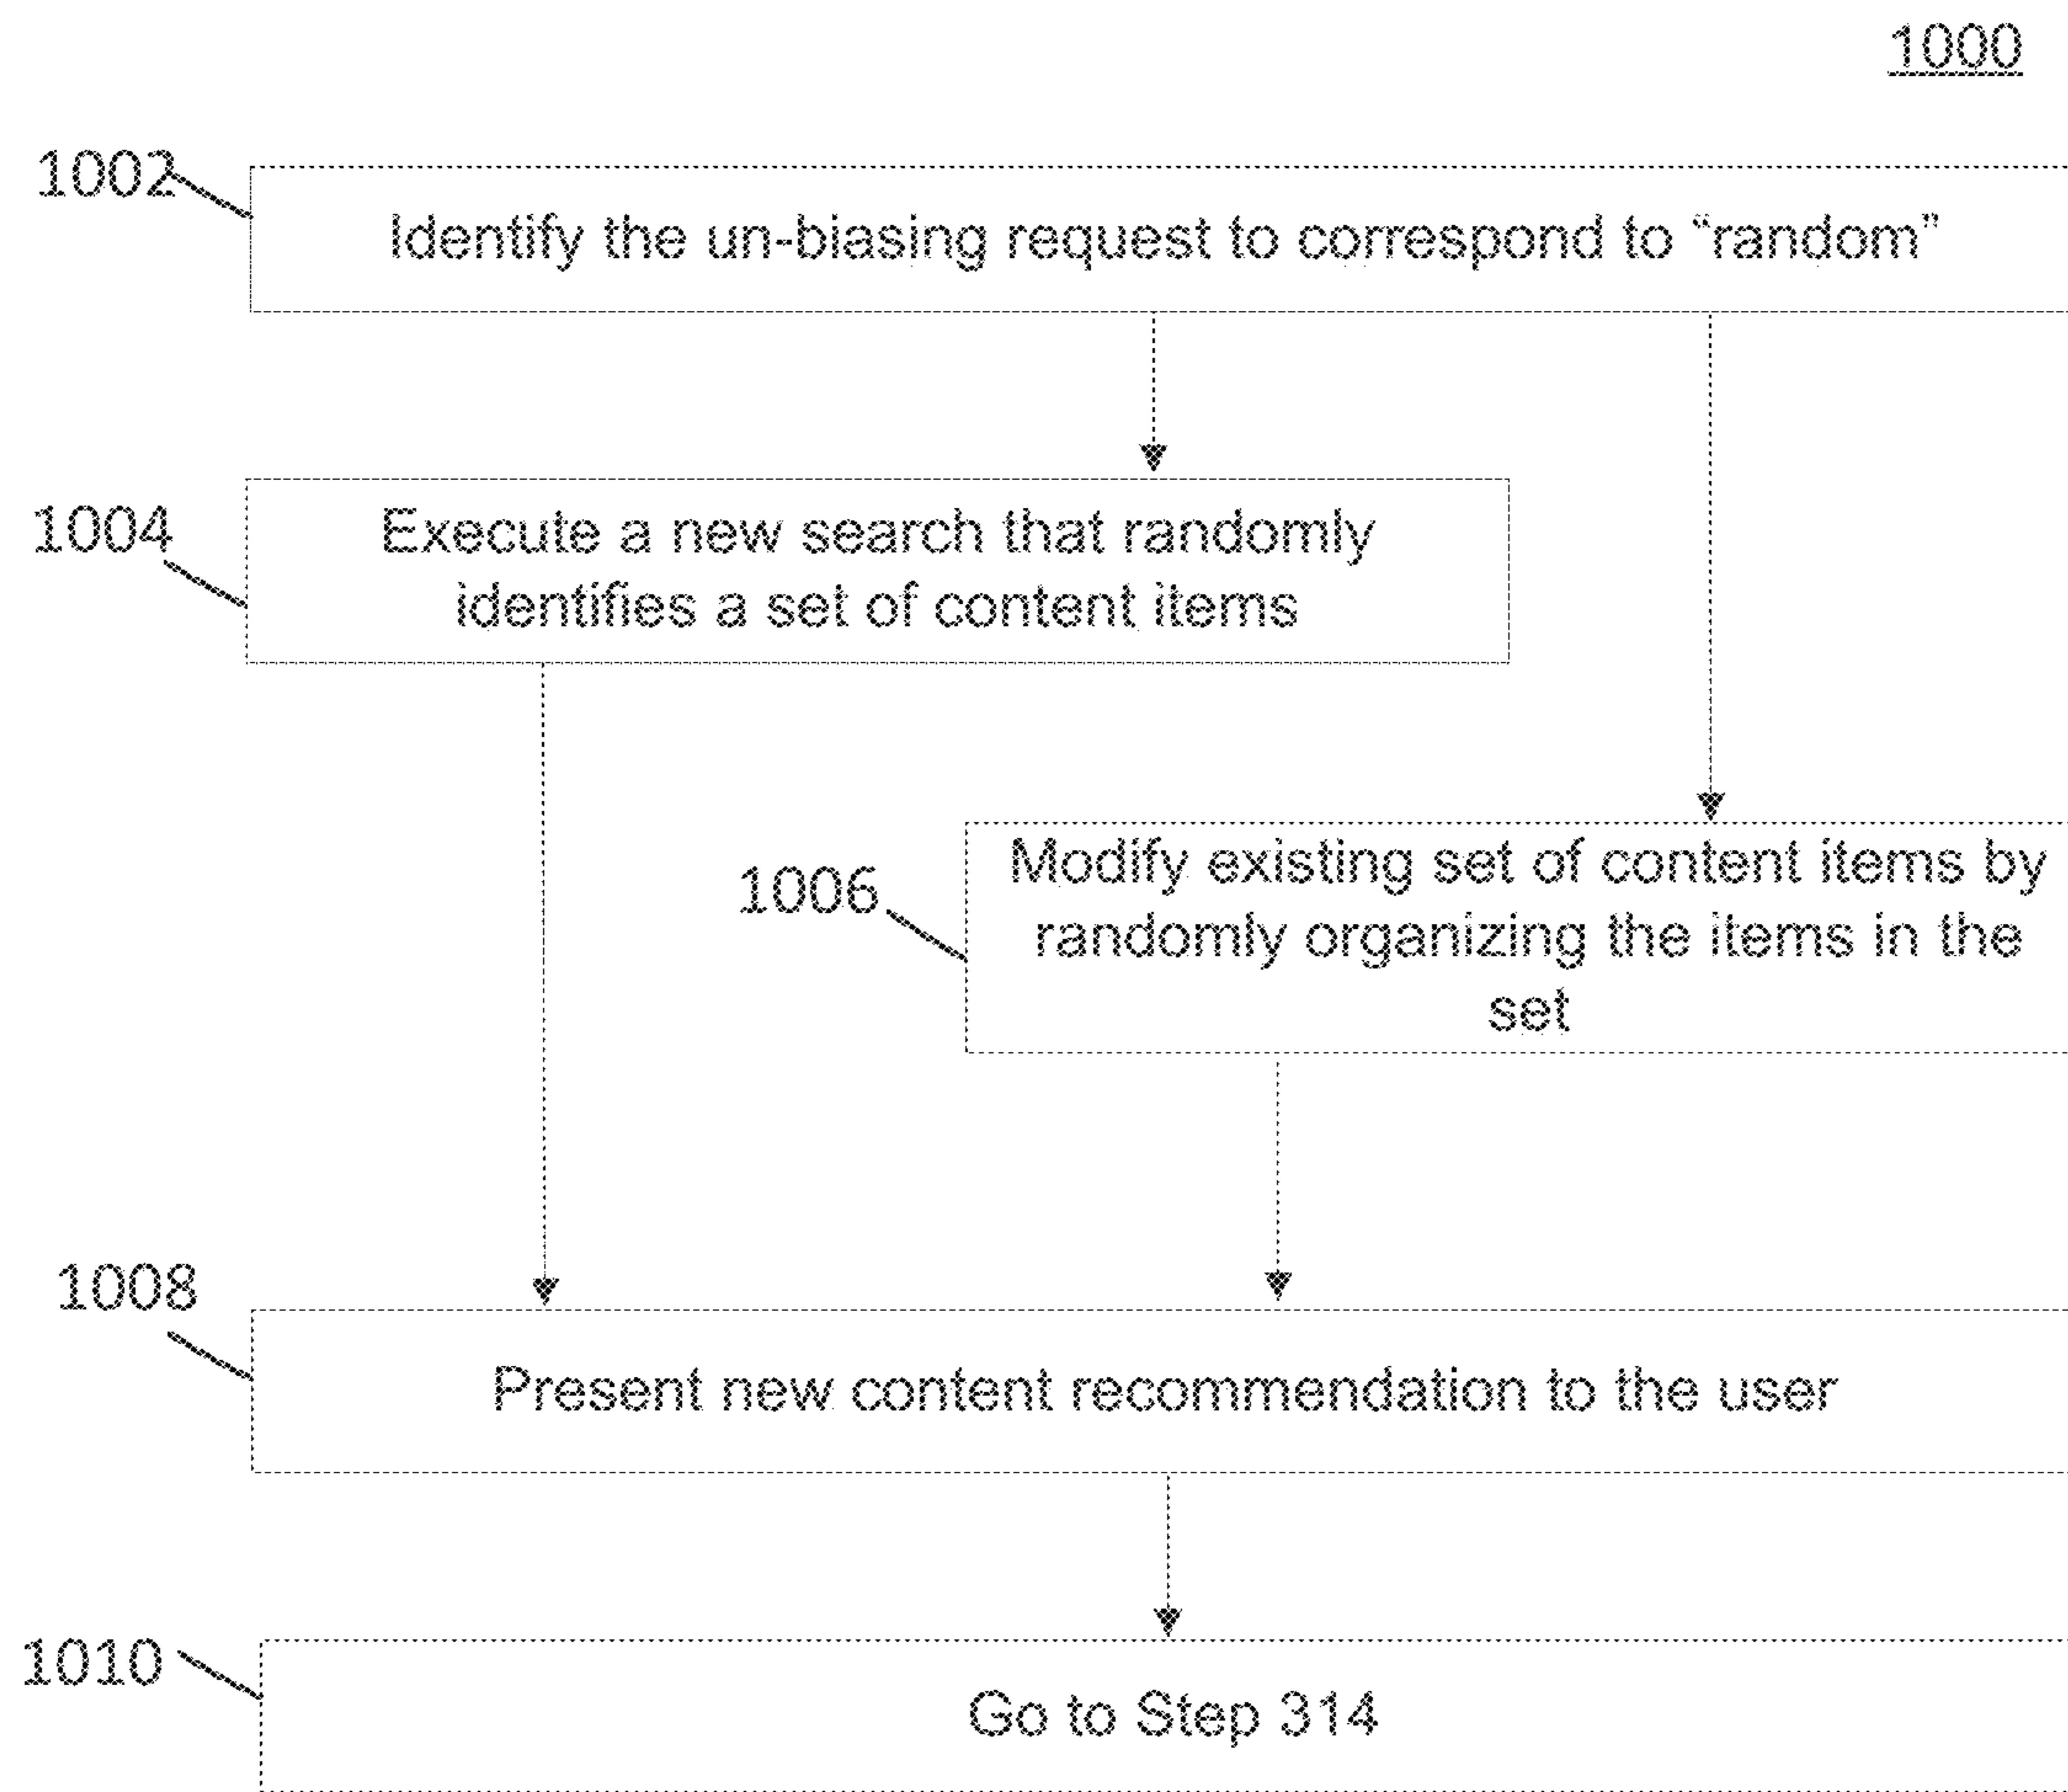 1000
1002
Identify the un-biasing request to correspond to “random”
1004
Execute a new search that randomly
identifies a set of content items
1006
Modify existing set of content items by
randomly organizing the items in the
set
1008
Present new content recommendation to the user
1010
Go to Step 314